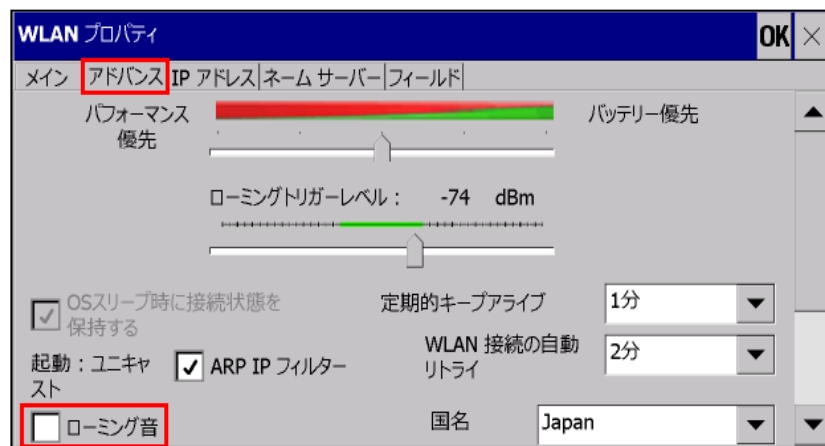 WLAN プロパティ OK ×
メイン アドバンス IP アドレス ネーム サーバー フィールド
パフォーマンス
優先
バッテリー優先
ローミングトリガーレベル： -74 dBm
OSスリープ時に接続状態を
保持する
定期的キープアライブ 1分
起動：ユニキャ
スト
ARP IP フィルター
WLAN 接続の自動
リトライ
2分
ローミング音
国名 Japan